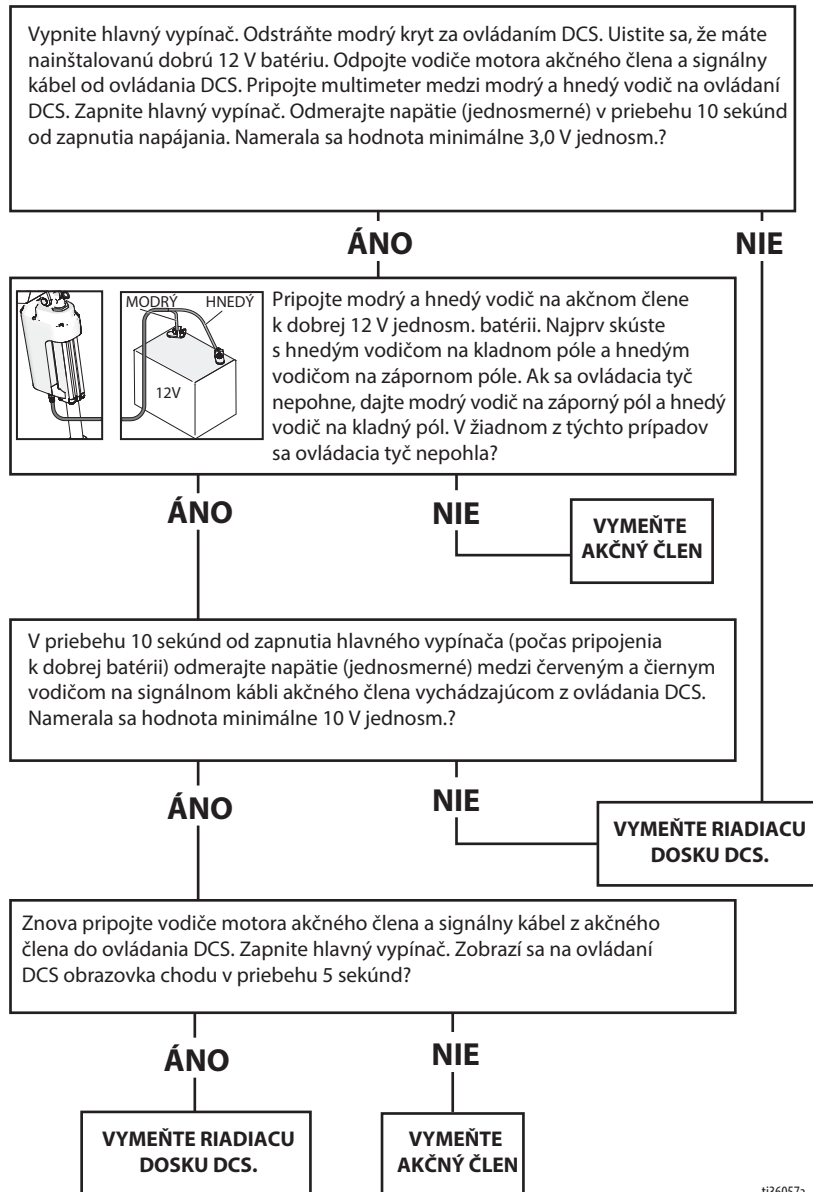 Vypnite hlavný vypínač. Odstráňte modrý kryt za ovládaním DCS. Uistite sa, že máte
nainštalovanú dobrú 12 V batériu. Odpojte vodiče motora akčného člena a signálny
kábel od ovládania DCS. Pripojte multimeter medzi modrý a hnedý vodič na ovládaní
DCS. Zapnite hlavný vypínač. Odmerajte napätie (jednosmerné) v priebehu 10 sekúnd
od zapnutia napájania. Namerala sa hodnota minimálne 3,0 V jednosm.?
ÁNO
NIE
MODRÝ
HNEDÝ
12V
Pripojte modrý a hnedý vodič na akčnom člene
k dobrej 12 V jednosm. batérii. Najprv skúste
s hnedým vodičom na kladnom póle a hnedým
vodičom na zápornom póle. Ak sa ovládacia tyč
nepohne, dajte modrý vodič na záporný pól a hnedý
vodič na kladný pól. V žiadnom z týchto prípadov
sa ovládacia tyč nepohla?
ÁNO
NIE
VYMEŇTE
AKČNÝ ČLEN
V priebehu 10 sekúnd od zapnutia hlavného vypínača (počas pripojenia
k dobrej batérii) odmerajte napätie (jednosmerné) medzi červeným a čiernym
vodičom na signálnom kábli akčného člena vychádzajúcom z ovládania DCS.
Namerala sa hodnota minimálne 10 V jednosm.?
ÁNO
NIE
VYMEŇTE RIADIACU
DOSKU DCS.
Znova pripojte vodiče motora akčného člena a signálny kábel z akčného
člena do ovládania DCS. Zapnite hlavný vypínač. Zobrazí sa na ovládaní
DCS obrazovka chodu v priebehu 5 sekúnd?
ÁNO
NIE
VYMEŇTE RIADIACU
DOSKU DCS.
VYMEŇTE
AKČNÝ ČLEN
ti36057a